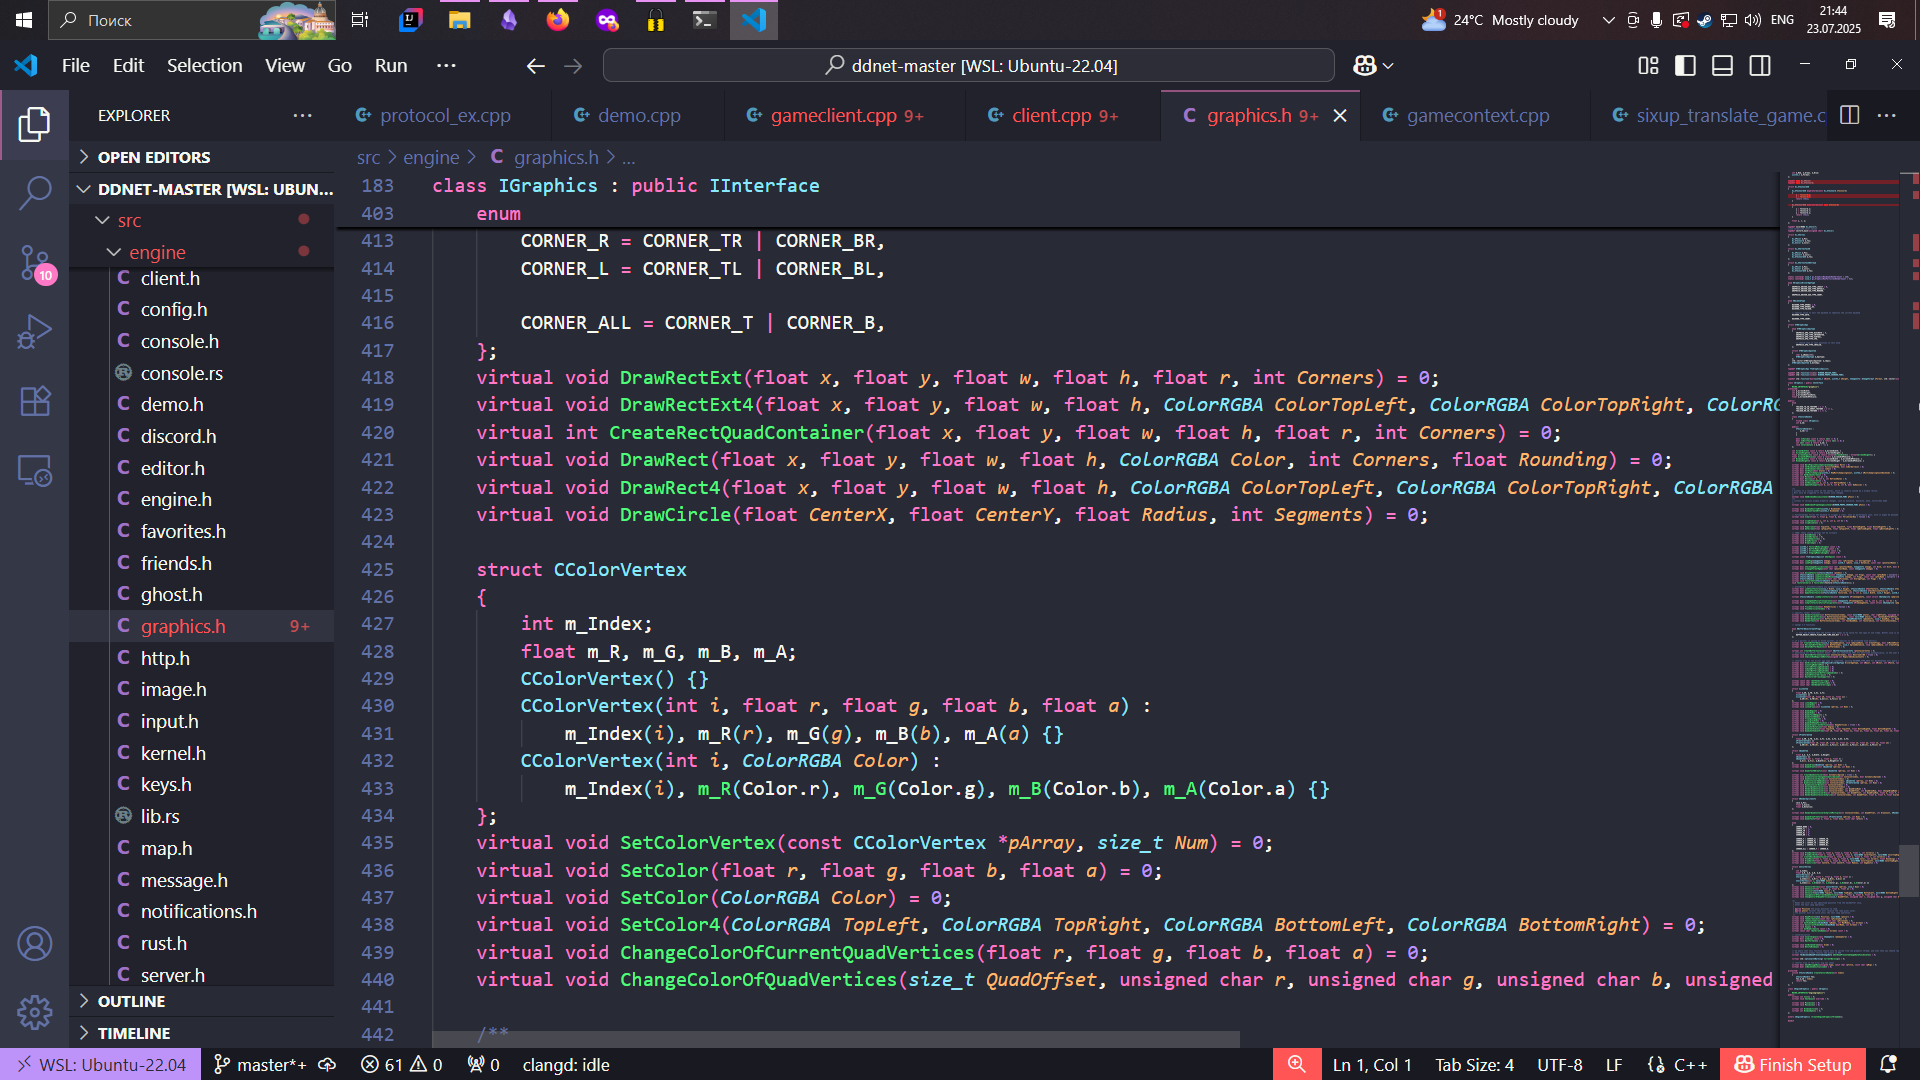 Поиск
24°C Mostly cloudy
ENG
21:44
23.07.2025
File Edit Selection View Go Run ···
ddnet-master [WSL: Ubuntu-22.04]
EXPLORER
protocol_ex.cpp
demo.cpp
gameclient.cpp 9+
client.cpp 9+
C graphics.h 9+
gamecontext.cpp
sixup_translate_game.c
OPEN EDITORS
DDNET-MASTER [WSL: UBUN...
src
engine
C client.h
C config.h
C console.h
console.rs
C demo.h
C discord.h
C editor.h
C engine.h
C favorites.h
C friends.h
C ghost.h
C graphics.h 9+
C http.h
C image.h
C input.h
C kernel.h
C keys.h
lib.rs
C map.h
C message.h
C notifications.h
C rust.h
C server.h
OUTLINE
TIMELINE
10
src > engine > C graphics.h > ...
183 class IGraphics : public IInterface
403 enum
413 CORNER_R = CORNER_TR | CORNER_BR,
414 CORNER_L = CORNER_TL | CORNER_BL,
415
416 CORNER_ALL = CORNER_T | CORNER_B,
417 };
418 virtual void DrawRectExt(float x, float y, float w, float h, float r, int Corners) = 0;
419 virtual void DrawRectExt4(float x, float y, float w, float h, ColorRGBA ColorTopLeft, ColorRGBA ColorTopRight, ColorRG
420 virtual int CreateRectQuadContainer(float x, float y, float w, float h, float r, int Corners) = 0;
421 virtual void DrawRect(float x, float y, float w, float h, ColorRGBA Color, int Corners, float Rounding) = 0;
422 virtual void DrawRect4(float x, float y, float w, float h, ColorRGBA ColorTopLeft, ColorRGBA ColorTopRight, ColorRGBA
423 virtual void DrawCircle(float CenterX, float CenterY, float Radius, int Segments) = 0;
424
425 struct CColorVertex
426 {
427 int m_Index;
428 float m_R, m_G, m_B, m_A;
429 CColorVertex() {}
430 CColorVertex(int i, float r, float g, float b, float a) :
431 m_Index(i), m_R(r), m_G(g), m_B(b), m_A(a) {}
432 CColorVertex(int i, ColorRGBA Color) :
433 m_Index(i), m_R(Color.r), m_G(Color.g), m_B(Color.b), m_A(Color.a) {}
434 };
435 virtual void SetColorVertex(const CColorVertex *pArray, size_t Num) = 0;
436 virtual void SetColor(float r, float g, float b, float a) = 0;
437 virtual void SetColor(ColorRGBA Color) = 0;
438 virtual void SetColor4(ColorRGBA TopLeft, ColorRGBA TopRight, ColorRGBA BottomLeft, ColorRGBA BottomRight) = 0;
439 virtual void ChangeColorOfCurrentQuadVertices(float r, float g, float b, float a) = 0;
440 virtual void ChangeColorOfQuadVertices(size_t QuadOffset, unsigned char r, unsigned char g, unsigned char b, unsigned
441
442 /**
WSL: Ubuntu-22.04 master*+ 61 0 0 clangd: idle
Ln 1, Col 1 Tab Size: 4 UTF-8 LF {} C++ Finish Setup